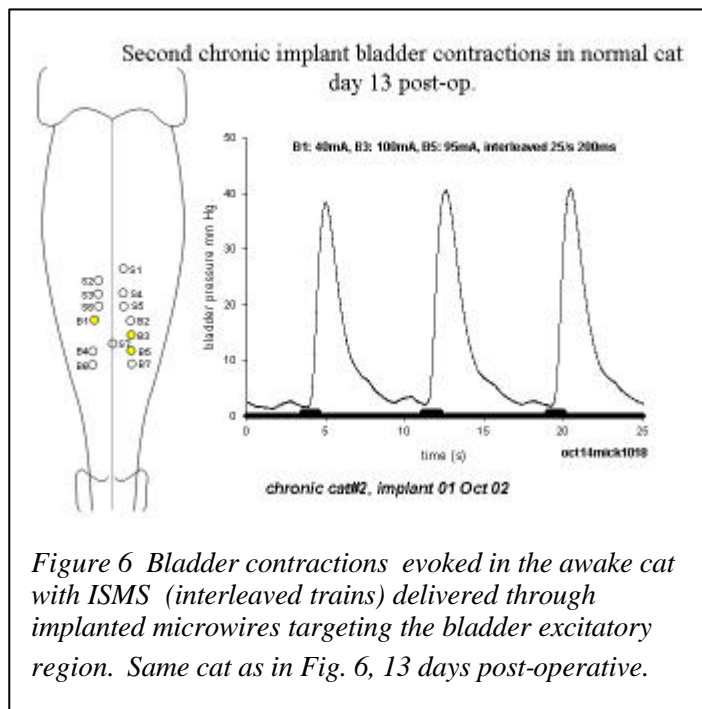 Second chronic implant bladder contractions in normal cat
day 13 post-op.
B1: 40mA, B3: 100mA, B5: 95mA, interleaved 25/s 200ms
bladder pressure mm Hg
50
40
30
20
10
0
0 5 10 15 20 25
time (s)
oct14mick1018
S1
S2
S3 S4
S5
B1 B2
B3
B4 B5
B7
chronic cat#2, implant 01 Oct 02
Figure 6 Bladder contractions evoked in the awake cat
with ISMS (interleaved trains) delivered through
implanted microwires targeting the bladder excitatory
region. Same cat as in Fig. 6, 13 days post-operative.